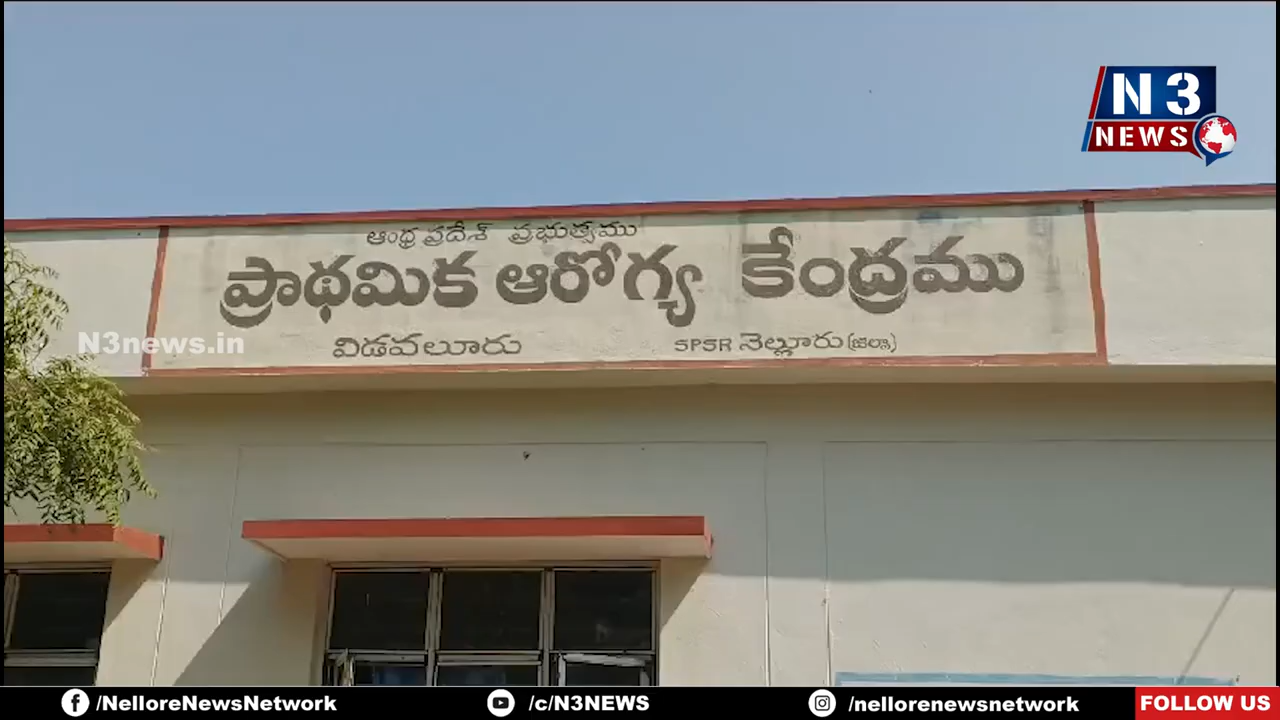 N3
NEWS
ఆంధ్ర ప్రదేశ్ ప్రభుత్వము
ప్రాథమిక ఆరోగ్య కేంద్రము
విడవలూరు SPSR నెల్లూరు (జిల్లా)
N3news.in
/NelloreNewsNetwork /c/N3NEWS /nellorenewsnetwork FOLLOW US